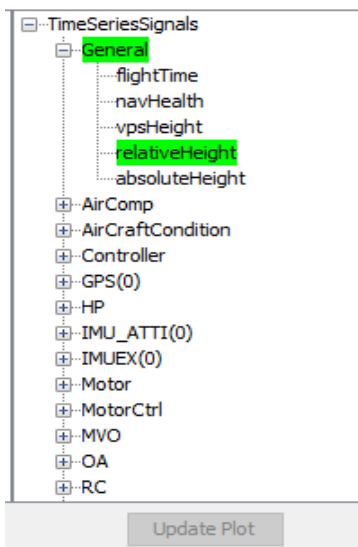 TimeSeriesSignals
General
flightTime
navHealth
vpsHeight
relativeHeight
absoluteHeight
AirComp
AirCraftCondition
Controller
GPS(0)
HP
IMU_ATTI(0)
IMUEX(0)
Motor
MotorCtrl
MVO
OA
RC
Update Plot